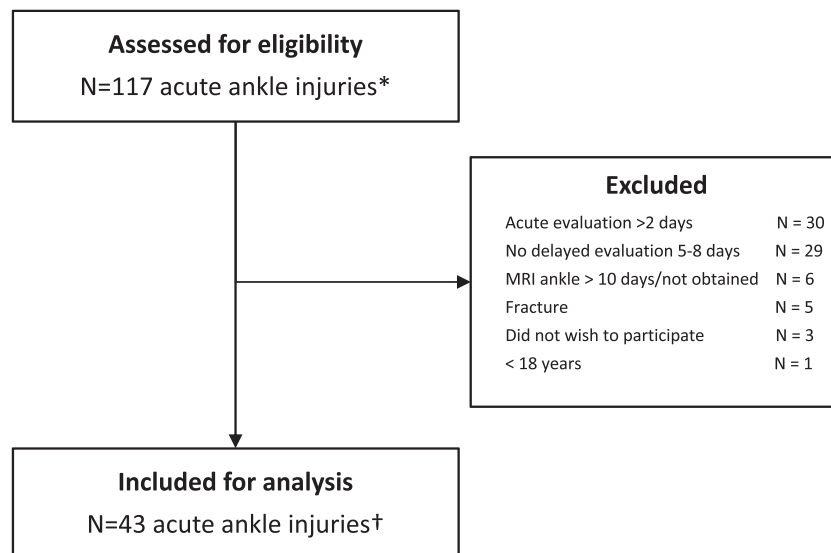 Assessed for eligibility
N=117 acute ankle injuries*
Excluded
Acute evaluation >2 days N = 30
No delayed evaluation 5-8 days N = 29
MRI ankle > 10 days/not obtained N = 6
Fracture N = 5
Did not wish to participate N = 3
< 18 years N = 1
Included for analysis
N=43 acute ankle injuries†